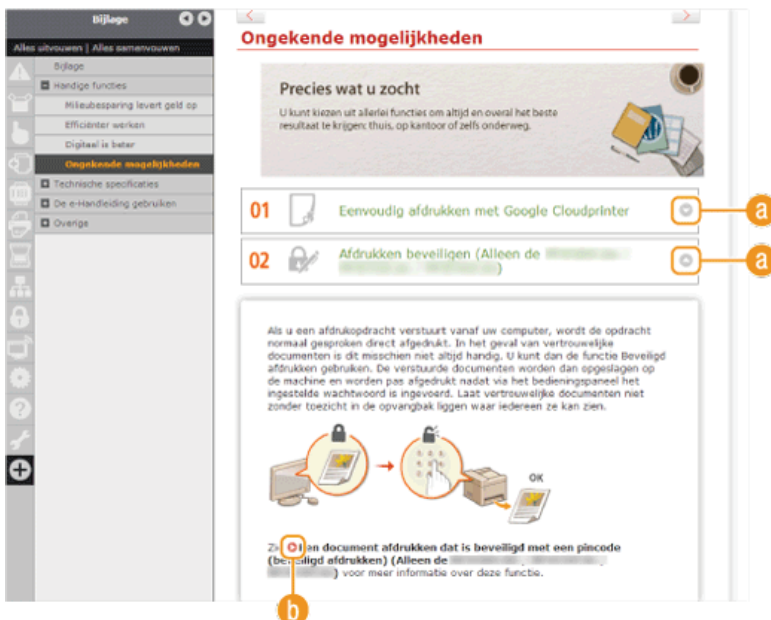 Bijlage
Alles uitvouwen | Alles samenvouwen
Bijlage
Handige functies
Milieubesparing levert geld op
Efficiënter werken
Digitaal is beter
Ongekende mogelijkheden
Technische specificaties
De e-Handleiding gebruiken
Overige
Ongekende mogelijkheden
Precies wat u zocht
U kunt kiezen uit allerlei functies om altijd en overal het beste
resultaat te krijgen: thuis, op kantoor of zelfs onderweg.
01 Eenvoudig afdrukken met Google Cloudprinter
a
02 Afdrukken beveiligen (Alleen de
)
a
Als u een afdrukopdracht verstuurt vanaf uw computer, wordt de opdracht
normaal gesproken direct afgedrukt. In het geval van vertrouwelijke
documenten is dit misschien niet altijd handig. U kunt dan de functie Beveiligd
afdrukken gebruiken. De verstuurde documenten worden dan opgeslagen op
de machine en worden pas afgedrukt nadat via het bedieningspaneel het
ingestelde wachtwoord is ingevoerd. Laat vertrouwelijke documenten niet
zonder toezicht in de opvangbak liggen waar iedereen ze kan zien.
OK
document afdrukken dat is beveiligd met een pincode
(beveiligd afdrukken) (Alleen de
) voor meer informatie over deze functie.
b